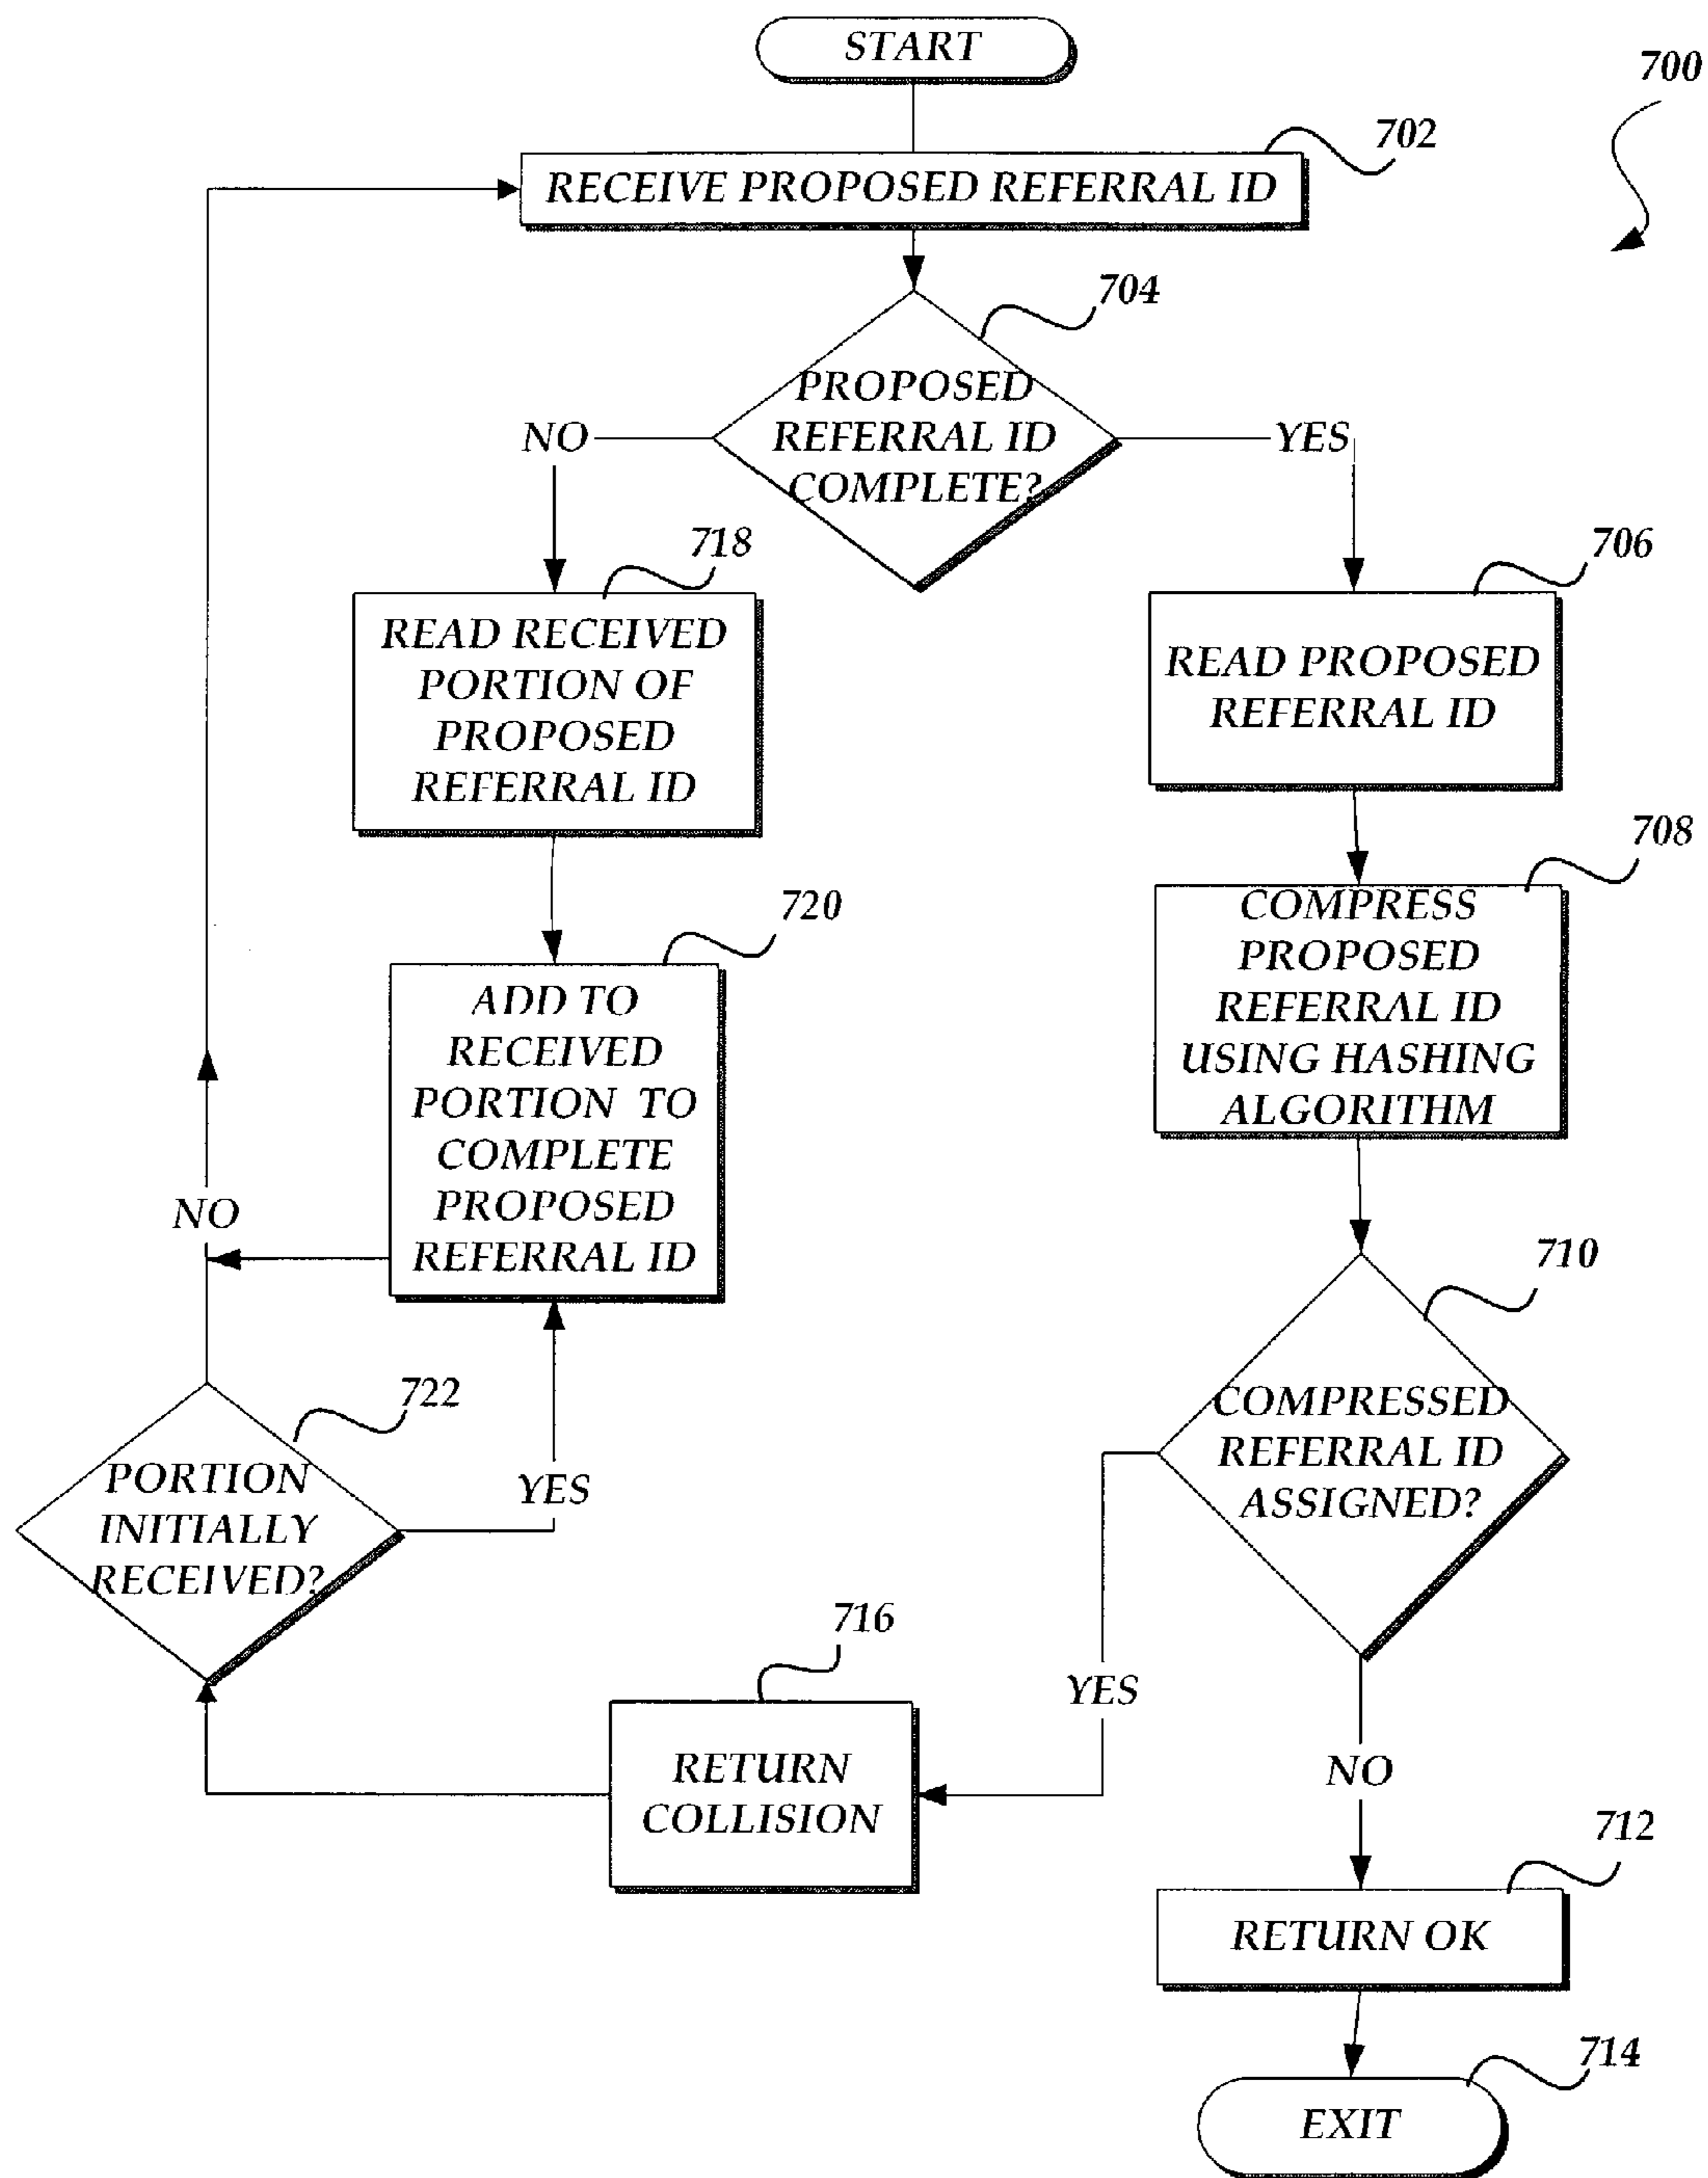 START
700
702
RECEIVE PROPOSED REFERRAL ID
704
PROPOSED
REFERRAL ID
COMPLETE?
NO
YES
718
READ RECEIVED
PORTION OF
PROPOSED
REFERRAL ID
706
READ PROPOSED
REFERRAL ID
708
COMPRESS
PROPOSED
REFERRAL ID
USING HASHING
ALGORITHM
720
ADD TO
RECEIVED
PORTION TO
COMPLETE
PROPOSED
REFERRAL ID
NO
710
COMPRESSED
REFERRAL ID
ASSIGNED?
722
PORTION
INITIALLY
RECEIVED?
YES
716
RETURN
COLLISION
YES
NO
712
RETURN OK
714
EXIT